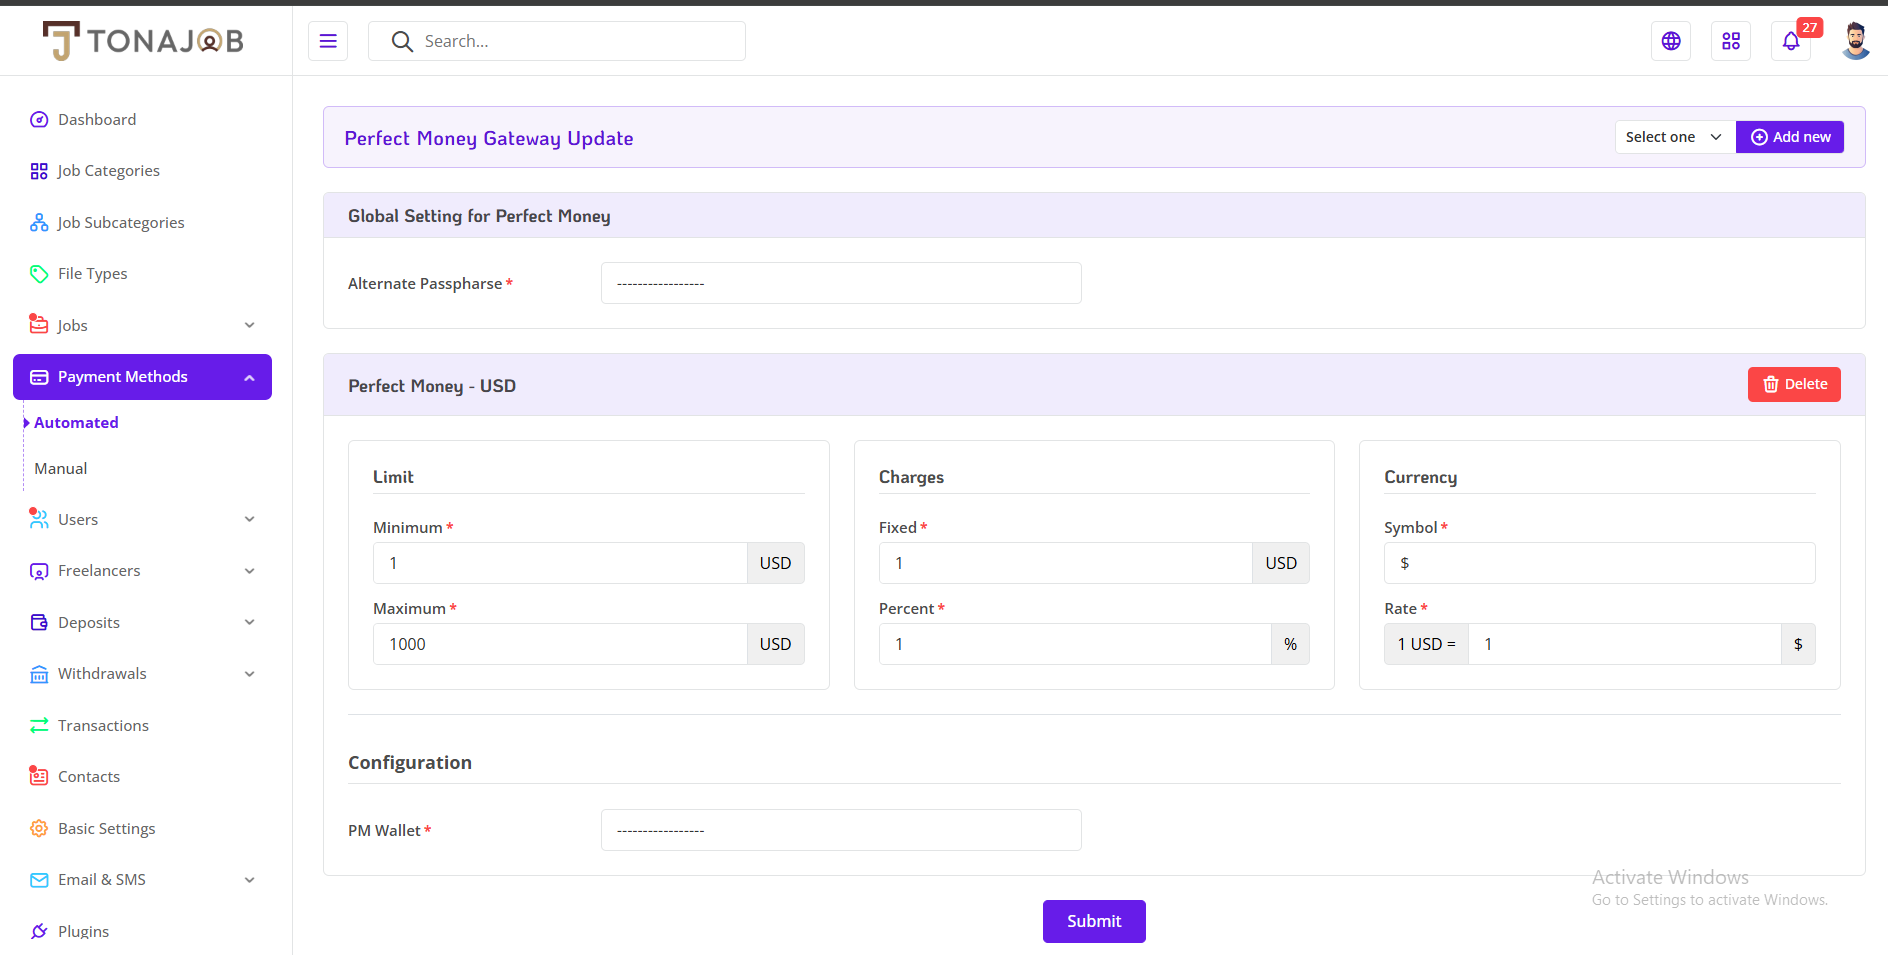 TONAJOB
Search...
27
Dashboard
Job Categories
Job Subcategories
File Types
Jobs
Payment Methods
Automated
Manual
Users
Freelancers
Deposits
Withdrawals
Transactions
Contacts
Basic Settings
Email & SMS
Plugins
Perfect Money Gateway Update
Select one
Add new
Global Setting for Perfect Money
Alternate Passpharse *
-----------------
Perfect Money - USD
Delete
Limit
Minimum *
1 USD
Maximum *
1000 USD
Charges
Fixed *
1 USD
Percent *
1 %
Currency
Symbol *
$
Rate *
1 USD = 1 $
Configuration
PM Wallet *
-----------------
Submit
Activate Windows
Go to Settings to activate Windows.